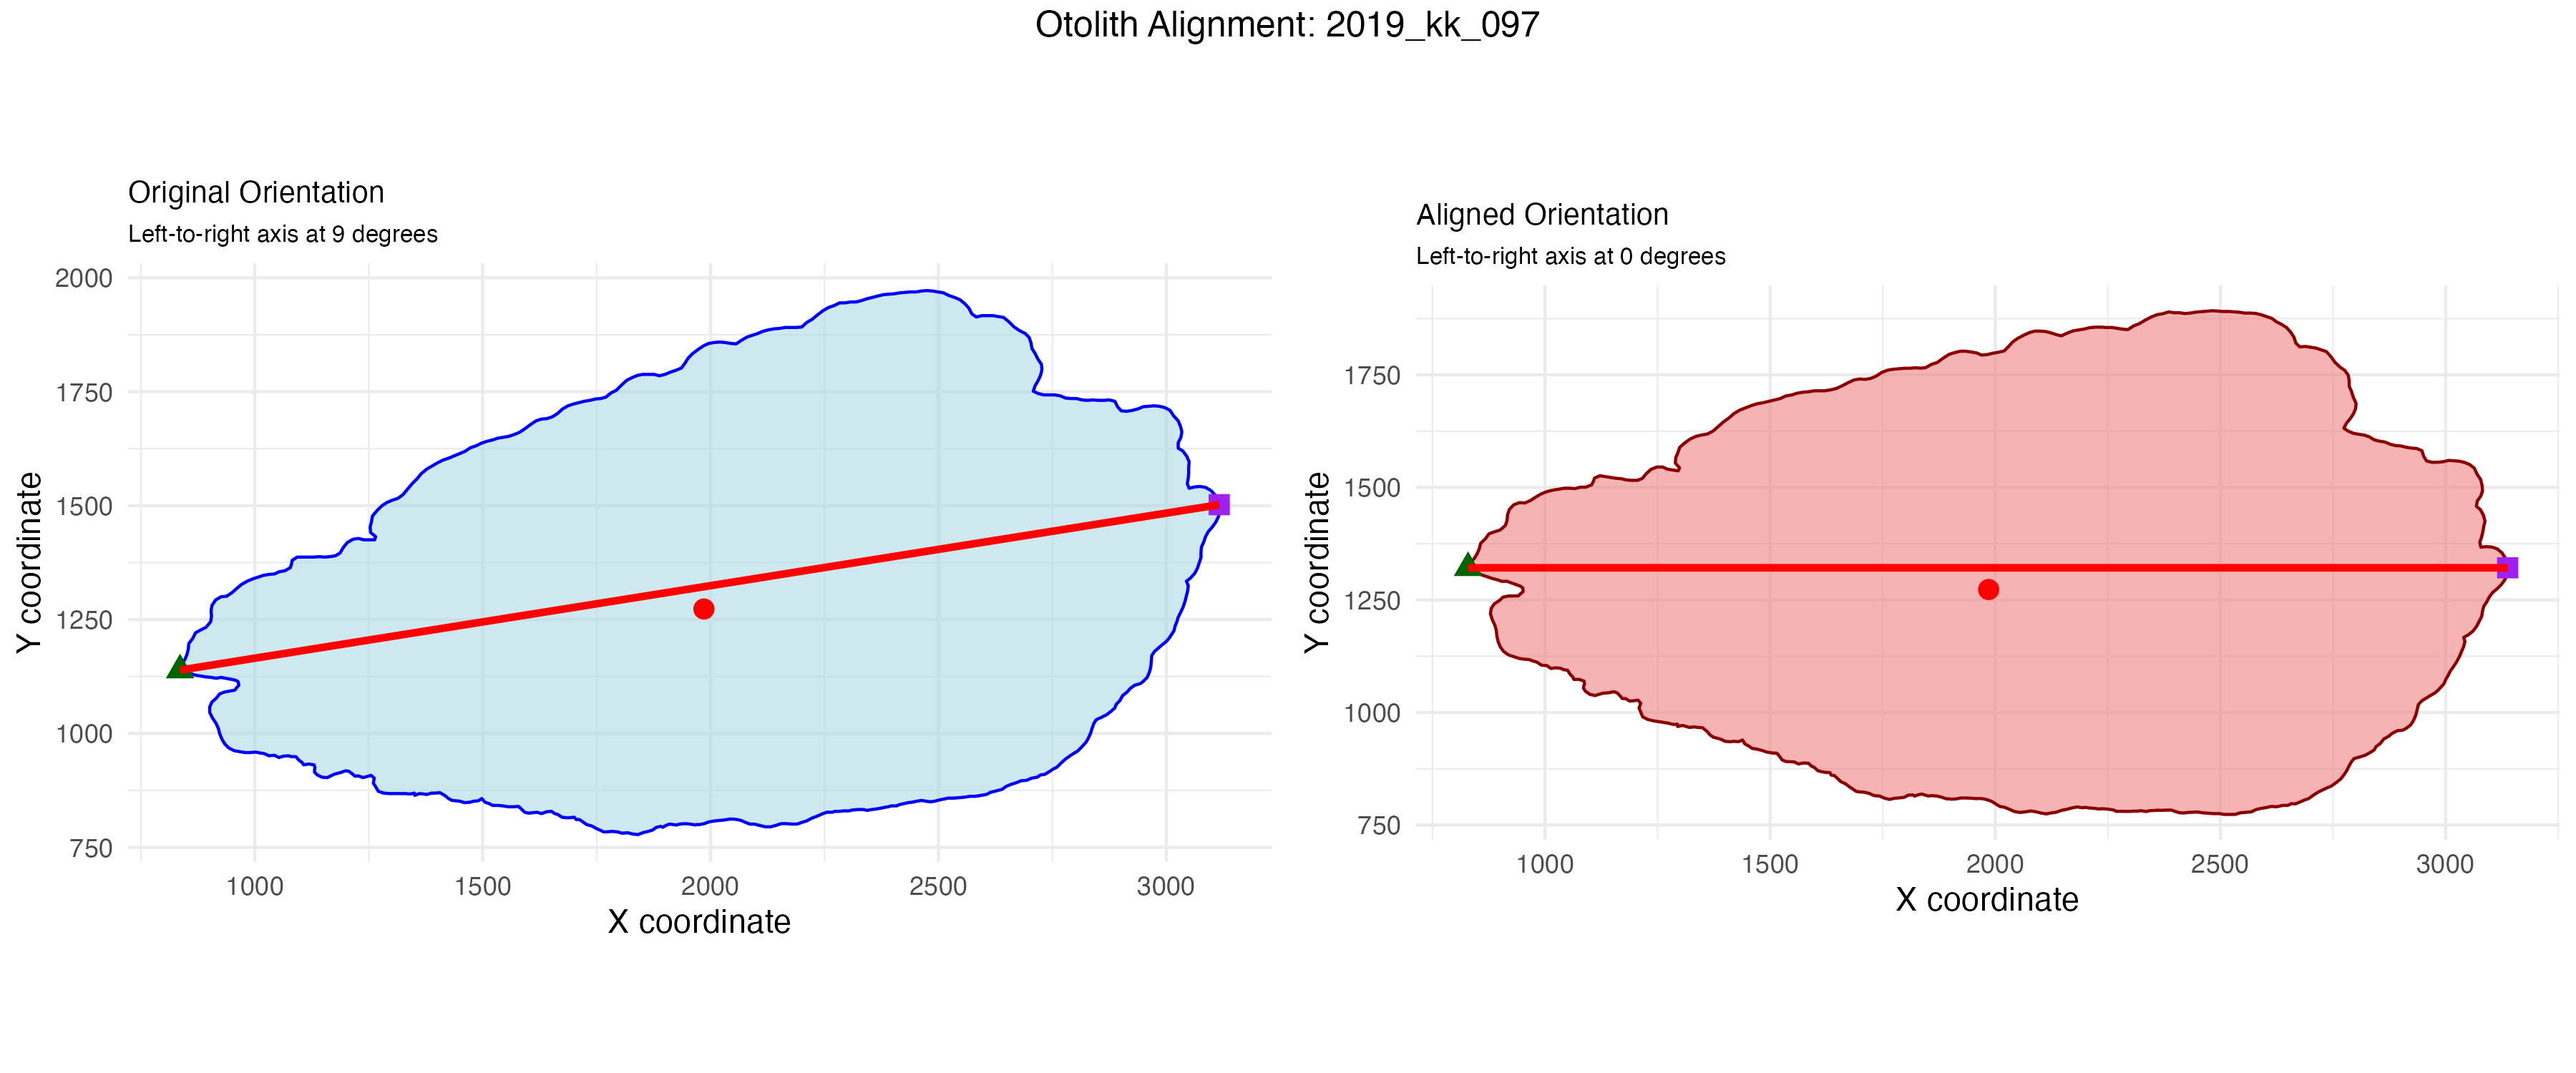 Otolith Alignment: 2019_kk_097
Original Orientation
Left-to-right axis at 9 degrees
2000
1750
1500
1250
1000
750
Y coordinate
1000 1500 2000 2500 3000
X coordinate
Aligned Orientation
Left-to-right axis at 0 degrees
1750
1500
1250
1000
750
Y coordinate
1000 1500 2000 2500 3000
X coordinate